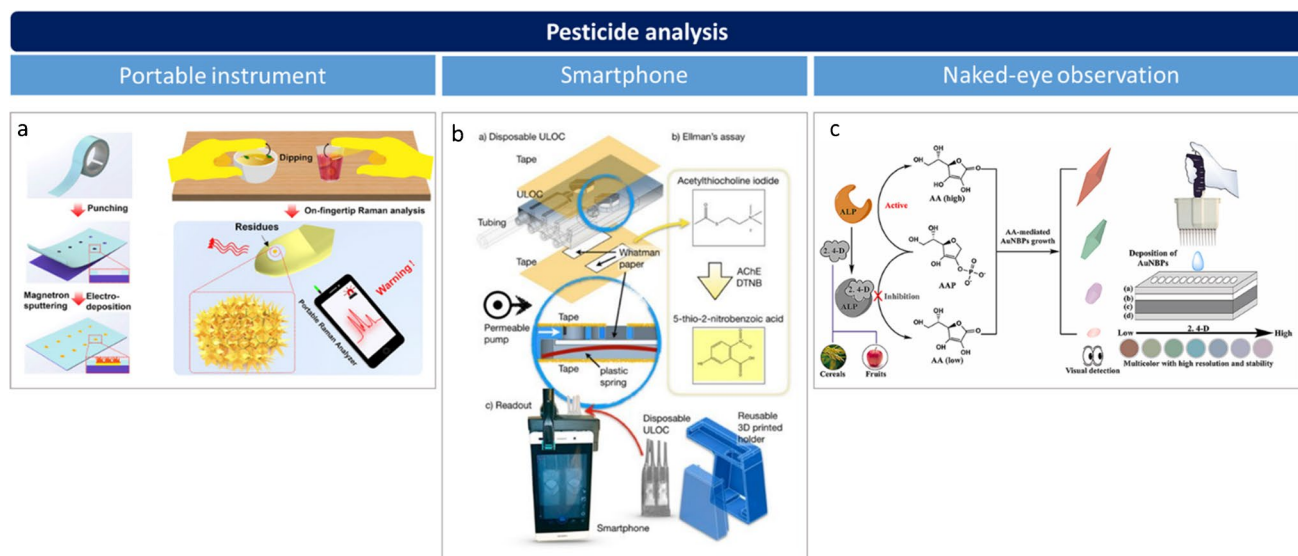 Pesticide analysis
Portable instrument
Smartphone
Naked-eye observation
a
Punching
Magnetron
sputtering
Electro-
deposition
Dipping
On-fingertip Raman analysis
Residues
Warning !
Portable Raman Analyzer
b
a) Disposable ULOC
Tape
ULOC
Tubing
Tape
Whatman
paper
Permeable
pump
Tape
plastic
spring
Tape
b) Ellman's assay
Acetylthiocholine iodide
AChE
DTNB
5-thio-2-nitrobenzoic acid
c) Readout
Disposable
ULOC
Reusable
3D printed
holder
Smartphone
c
ALP
2, 4-D
2, 4-D
ALP
Cereals
Fruits
Active
Inhibition
AA (high)
AAP
AA (low)
AA-mediated
AuNBPs growth
Deposition of
AuNBPs
(a)
(b)
(c)
(d)
Low
2, 4-D
High
Visual detection
Multicolor with high resolution and stability